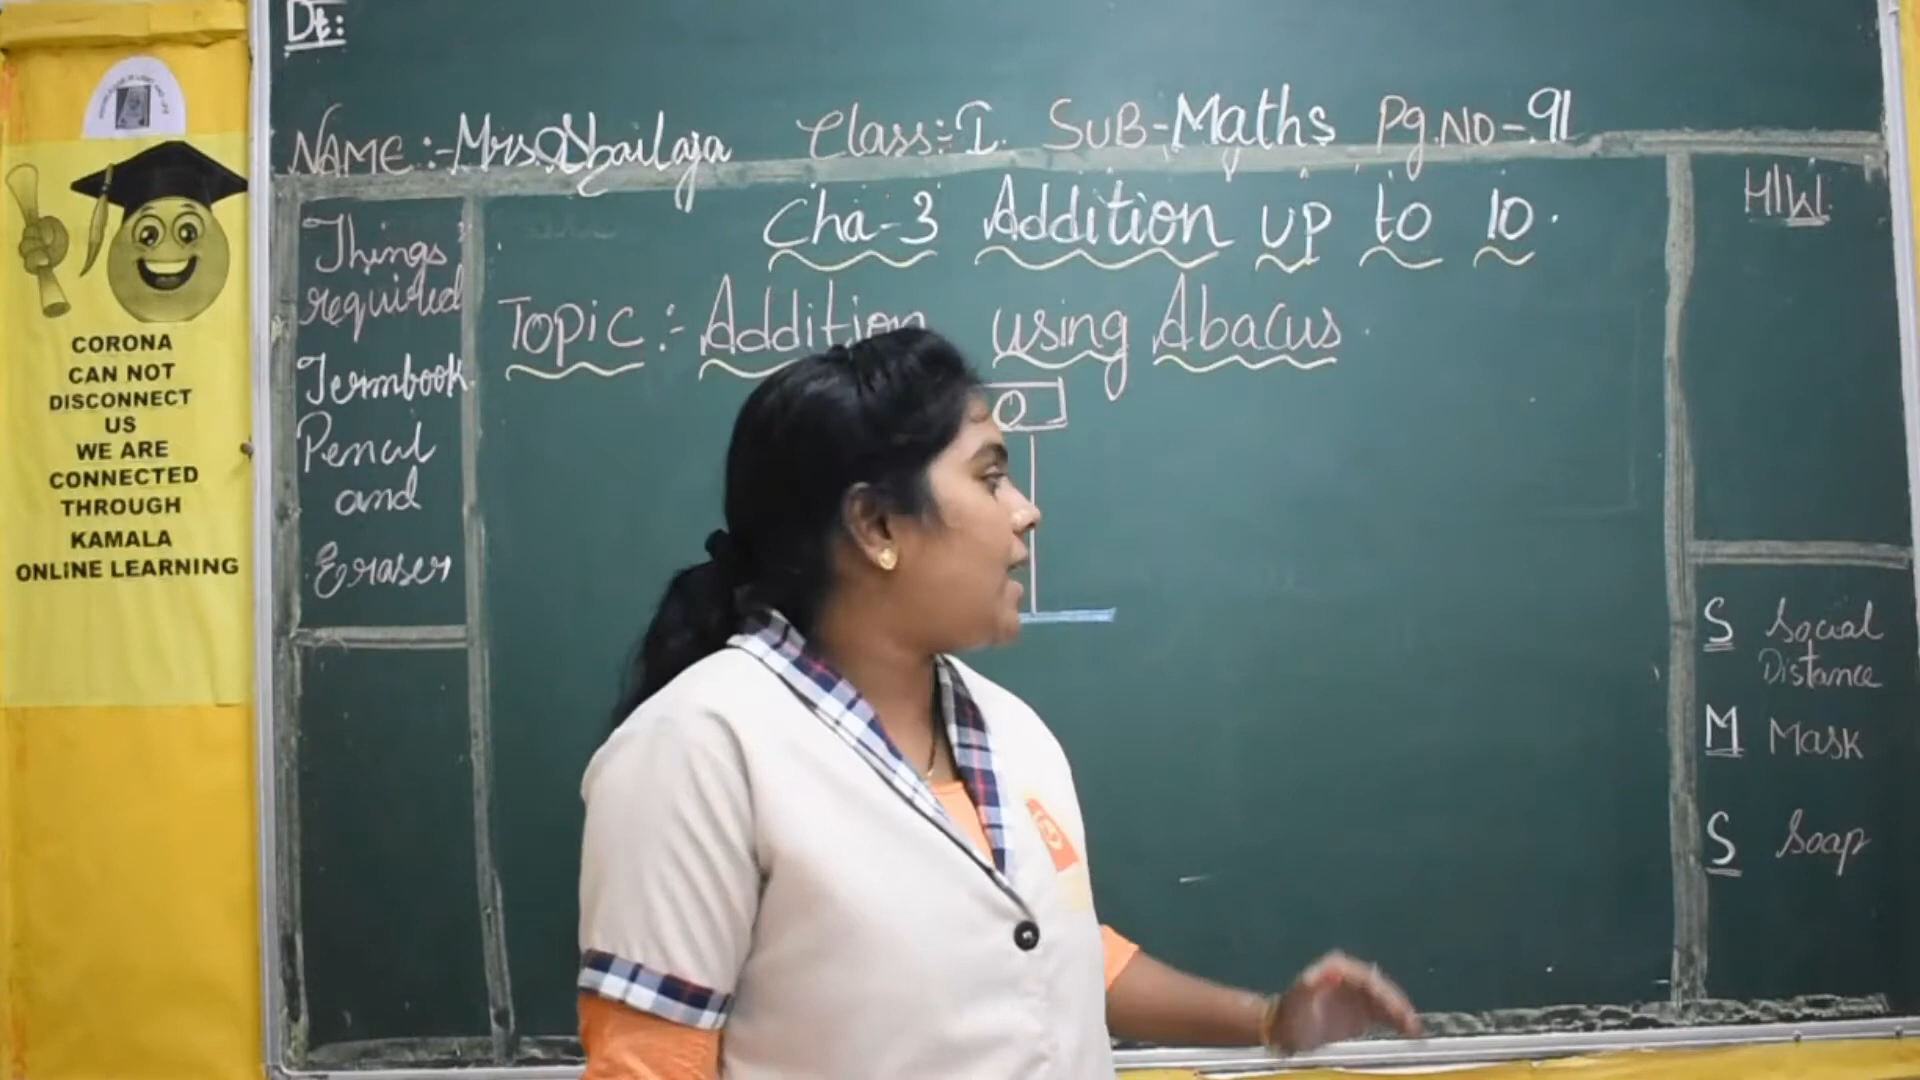 Dt:
NAME:- Mrs. Shailaja Class:- I. SUB-Maths Pg.NO-91
Cha-3 Addition up to 10.
Topic:- Addition using Abacus.
O
Things
required
Termbook
Pencil
and
Eraser
H/W
S Social
Distance
M Mask
S Soap
CORONA
CAN NOT
DISCONNECT
US
WE ARE
CONNECTED
THROUGH
KAMALA
ONLINE LEARNING